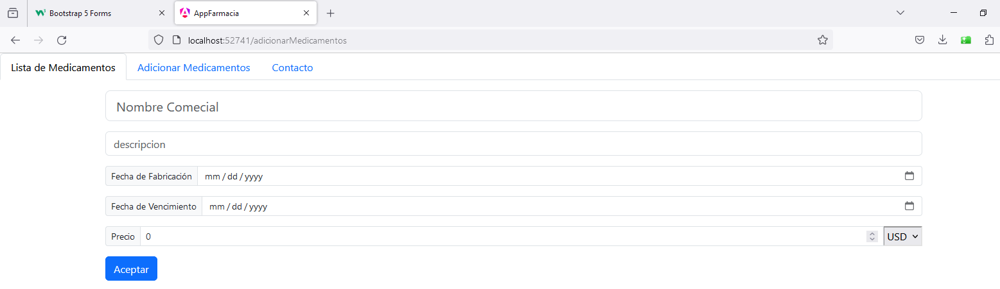 Bootstrap 5 Forms
AppFarmacia
localhost:52741/adicionarMedicamentos
Lista de Medicamentos
Adicionar Medicamentos
Contacto
Nombre Comecial
descripcion
Fecha de Fabricación mm / dd / yyyy
Fecha de Vencimiento mm / dd / yyyy
Precio 0 USD
Aceptar